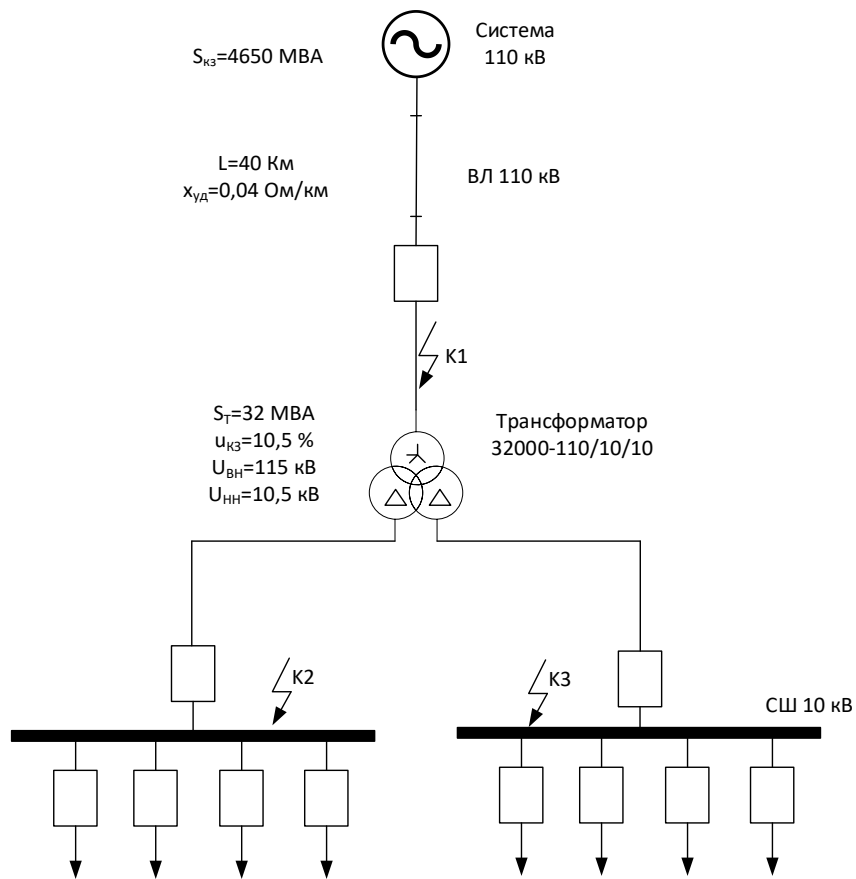 Система
110 кВ
Sкз=4650 МВА
L=40 Км
xуд=0,04 Ом/км
ВЛ 110 кВ
К1
SТ=32 МВА
uКЗ=10,5 %
UВН=115 кВ
UНН=10,5 кВ
Трансформатор
32000-110/10/10
К2
К3
СШ 10 кВ